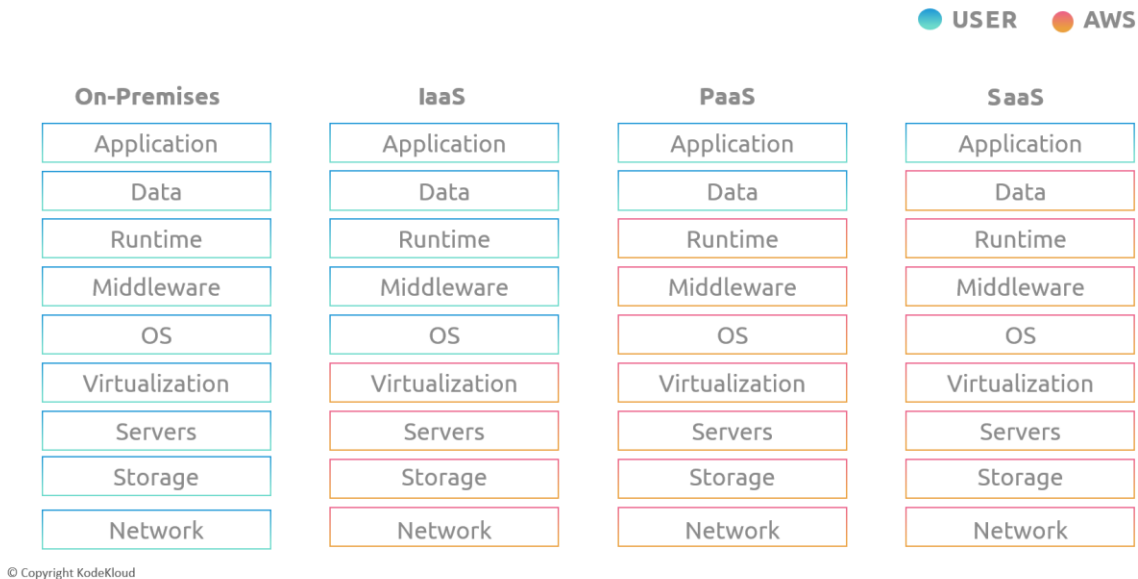 USER AWS
On-Premises IaaS PaaS SaaS
Application Application Application Application
Data Data Data Data
Runtime Runtime Runtime Runtime
Middleware Middleware Middleware Middleware
OS OS OS OS
Virtualization Virtualization Virtualization Virtualization
Servers Servers Servers Servers
Storage Storage Storage Storage
Network Network Network Network
© Copyright KodeKloud